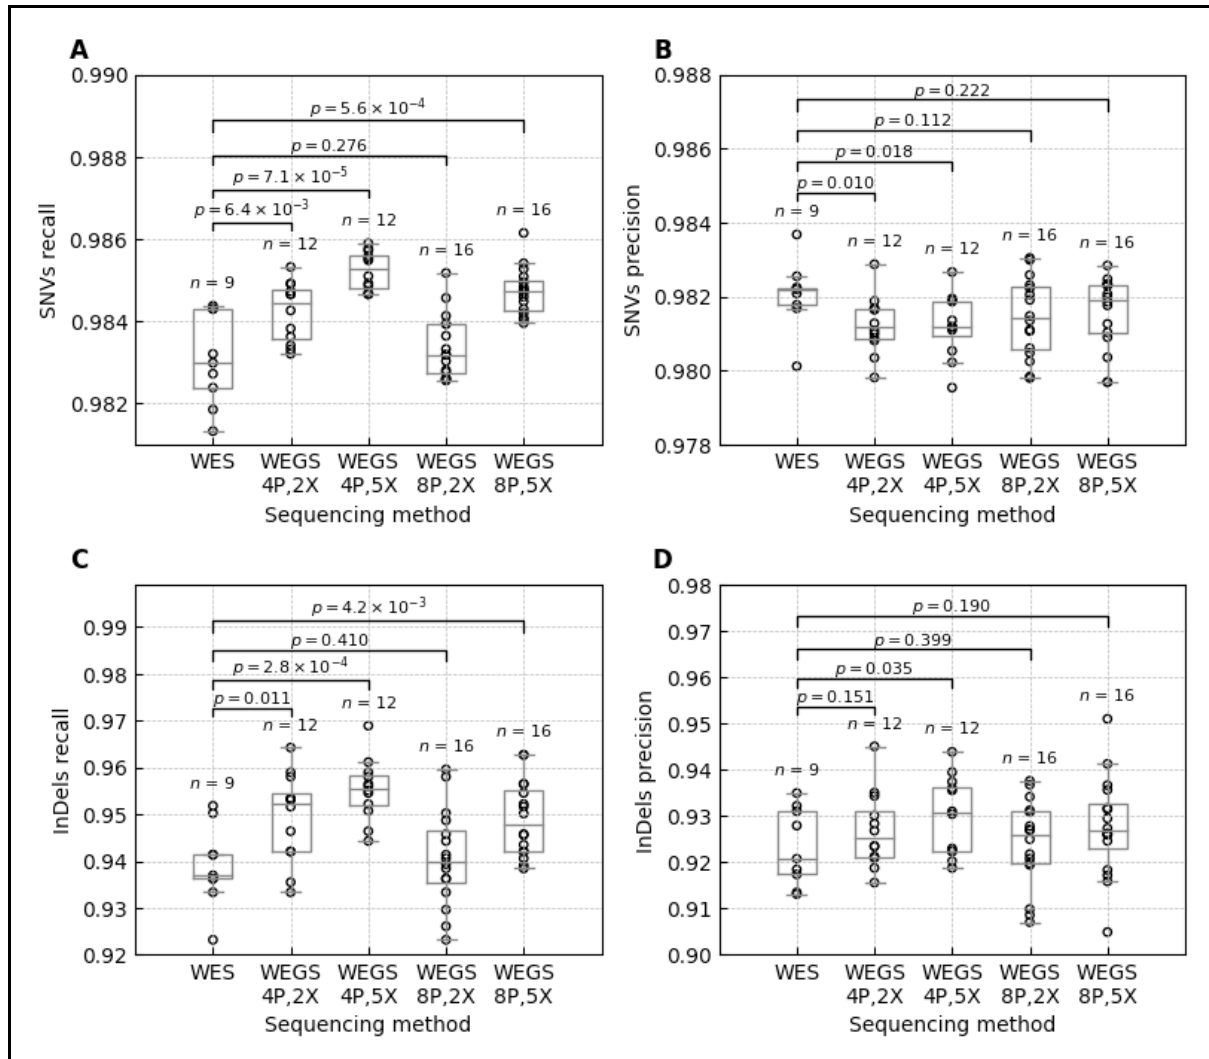 A
0.990
0.988
0.986
0.984
0.982
SNVs recall
p = 5.6 × 10⁻⁴
p = 0.276
p = 7.1 × 10⁻⁵
p = 6.4 × 10⁻³
n = 9
n = 12
n = 12
n = 16
n = 16
WES
WEGS
4P,2X
WEGS
4P,5X
WEGS
8P,2X
WEGS
8P,5X
Sequencing method
B
0.988
0.986
0.984
0.982
0.980
0.978
SNVs precision
p = 0.222
p = 0.112
p = 0.018
p = 0.010
n = 9
n = 12
n = 12
n = 16
n = 16
WES
WEGS
4P,2X
WEGS
4P,5X
WEGS
8P,2X
WEGS
8P,5X
Sequencing method
C
0.99
0.98
0.97
0.96
0.95
0.94
0.93
0.92
InDels recall
p = 4.2 × 10⁻³
p = 0.410
p = 2.8 × 10⁻⁴
p = 0.011
n = 9
n = 12
n = 12
n = 16
n = 16
WES
WEGS
4P,2X
WEGS
4P,5X
WEGS
8P,2X
WEGS
8P,5X
Sequencing method
D
0.98
0.97
0.96
0.95
0.94
0.93
0.92
0.91
0.90
InDels precision
p = 0.190
p = 0.399
p = 0.035
p = 0.151
n = 9
n = 12
n = 12
n = 16
n = 16
WES
WEGS
4P,2X
WEGS
4P,5X
WEGS
8P,2X
WEGS
8P,5X
Sequencing method